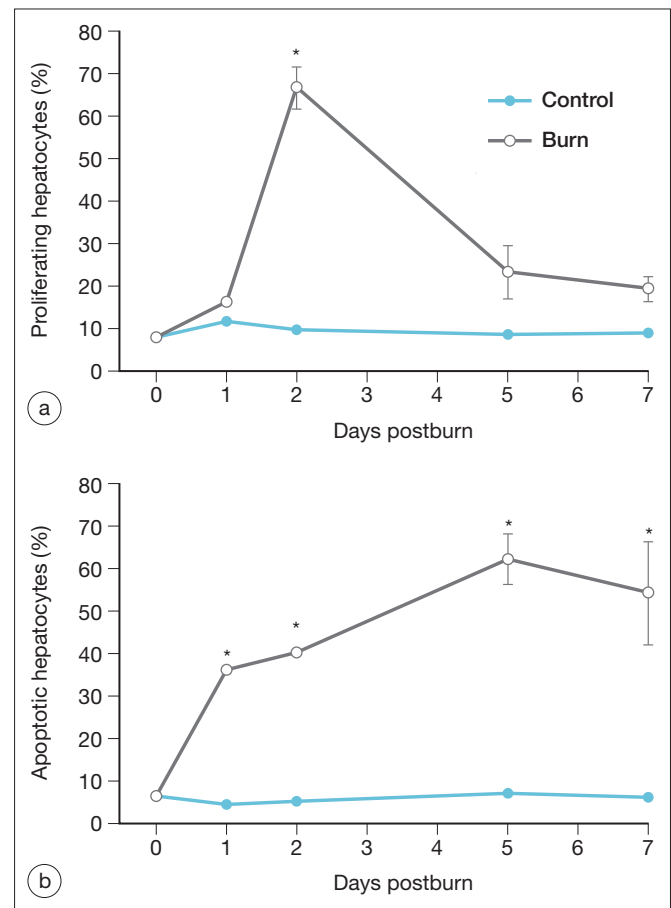 80
70
60
50
40
30
20
10
0
Proliferating hepatocytes (%)
*
Control
Burn
0 1 2 3 4 5 6 7
Days postburn
a
80
70
60
50
40
30
20
10
0
Apoptotic hepatocytes (%)
* * * *
0 1 2 3 4 5 6 7
Days postburn
b